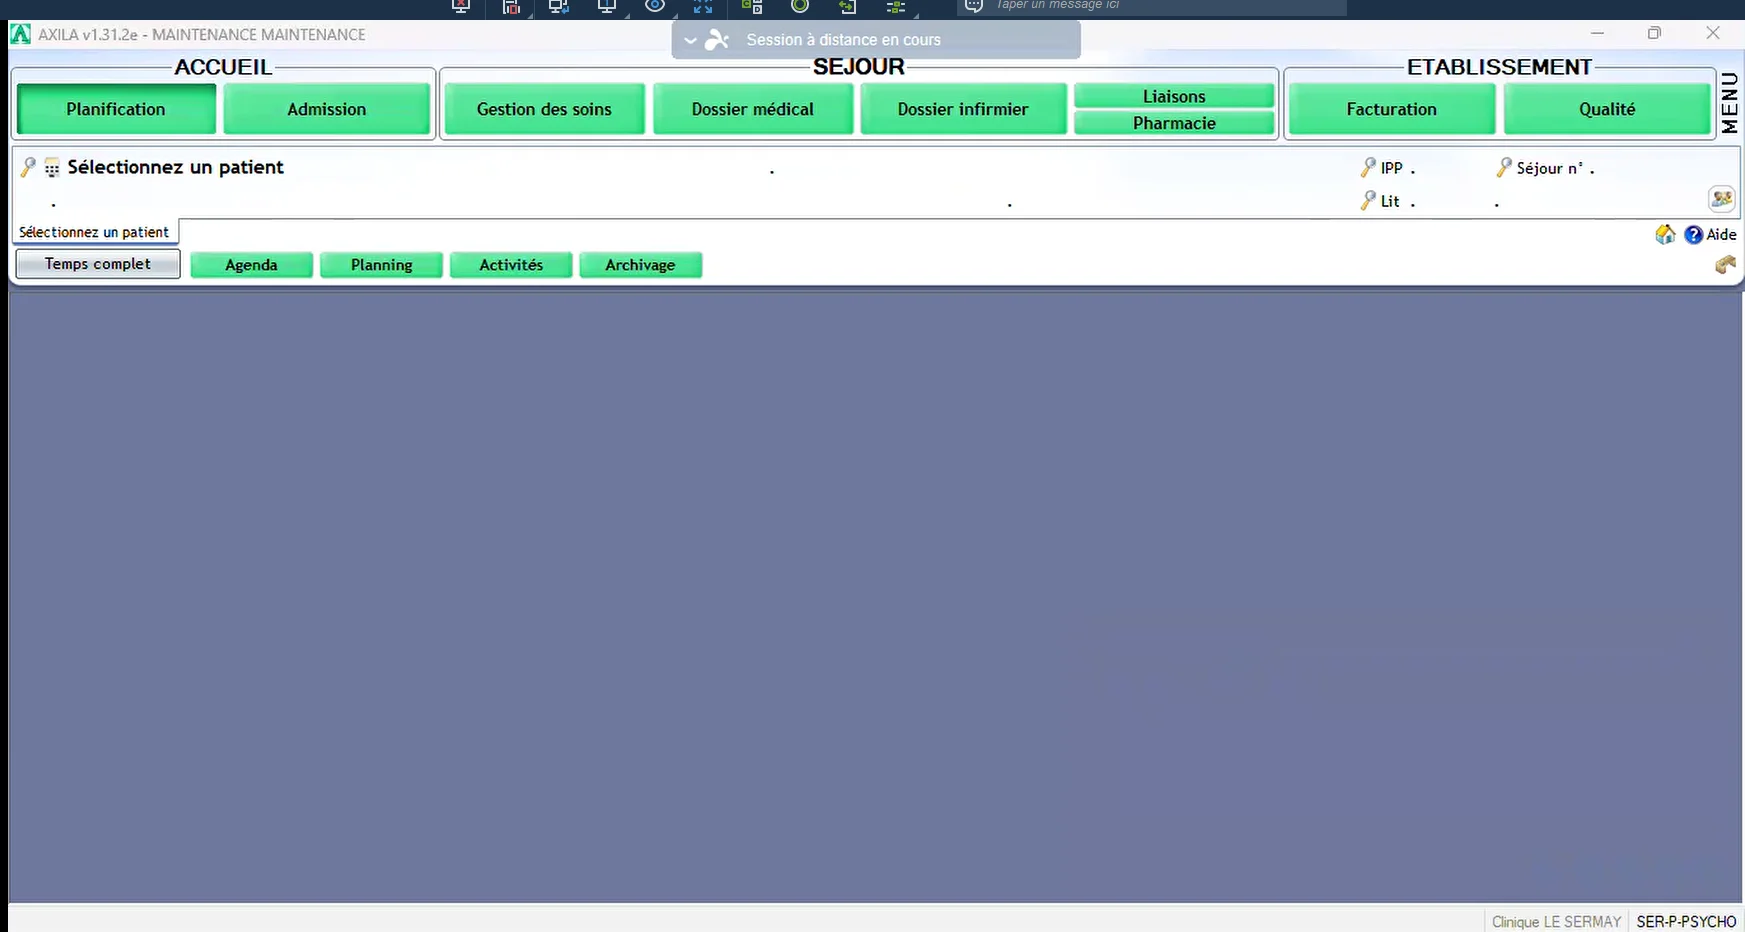 Taper un message ici
AXILA v1.31.2e - MAINTENANCE MAINTENANCE
Session à distance en cours
ACCUEIL
SEJOUR
ETABLISSEMENT
MENU
Planification
Admission
Gestion des soins
Dossier médical
Dossier infirmier
Liaisons
Pharmacie
Facturation
Qualité
Sélectionnez un patient
.
IPP .
Séjour n° .
.
.
Lit .
.
Sélectionnez un patient
Aide
Temps complet
Agenda
Planning
Activités
Archivage
Clinique LE SERMAY
SER-P-PSYCHO